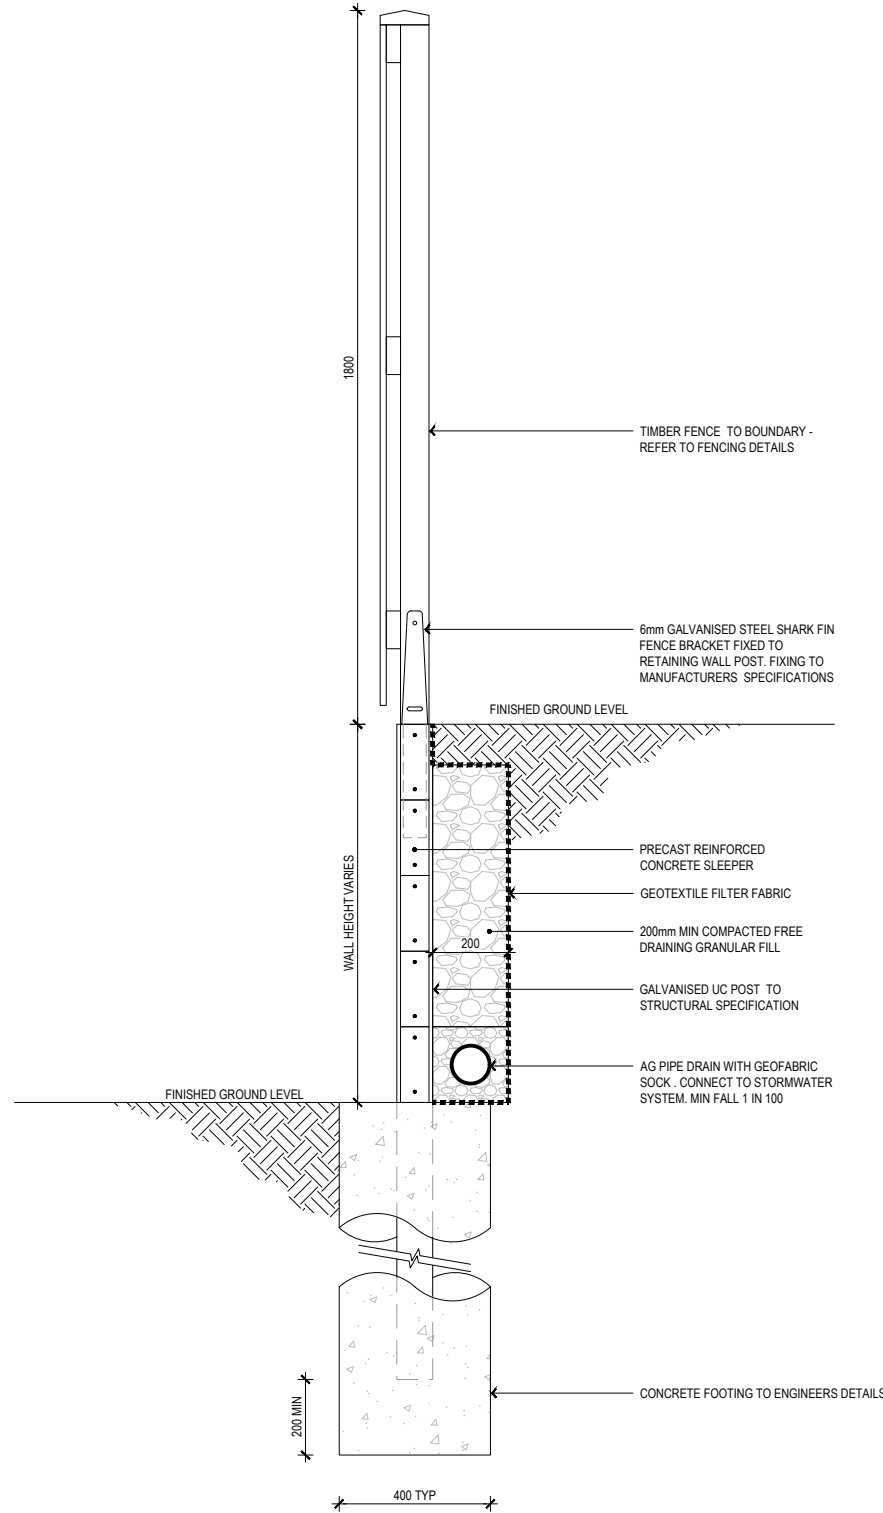 1800
TIMBER FENCE TO BOUNDARY -
REFER TO FENCING DETAILS
6mm GALVANISED STEEL SHARK FIN
FENCE BRACKET FIXED TO
RETAINING WALL POST. FIXING TO
MANUFACTURERS SPECIFICATIONS
FINISHED GROUND LEVEL
PRECAST REINFORCED
CONCRETE SLEEPER
GEOTEXTILE FILTER FABRIC
WALL HEIGHT VARIES
200
200mm MIN COMPACTED FREE
DRAINING GRANULAR FILL
GALVANISED UC POST TO
STRUCTURAL SPECIFICATION
AG PIPE DRAIN WITH GEOFABRIC
SOCK . CONNECT TO STORMWATER
SYSTEM. MIN FALL 1 IN 100
FINISHED GROUND LEVEL
CONCRETE FOOTING TO ENGINEERS DETAILS
200 MIN
400 TYP